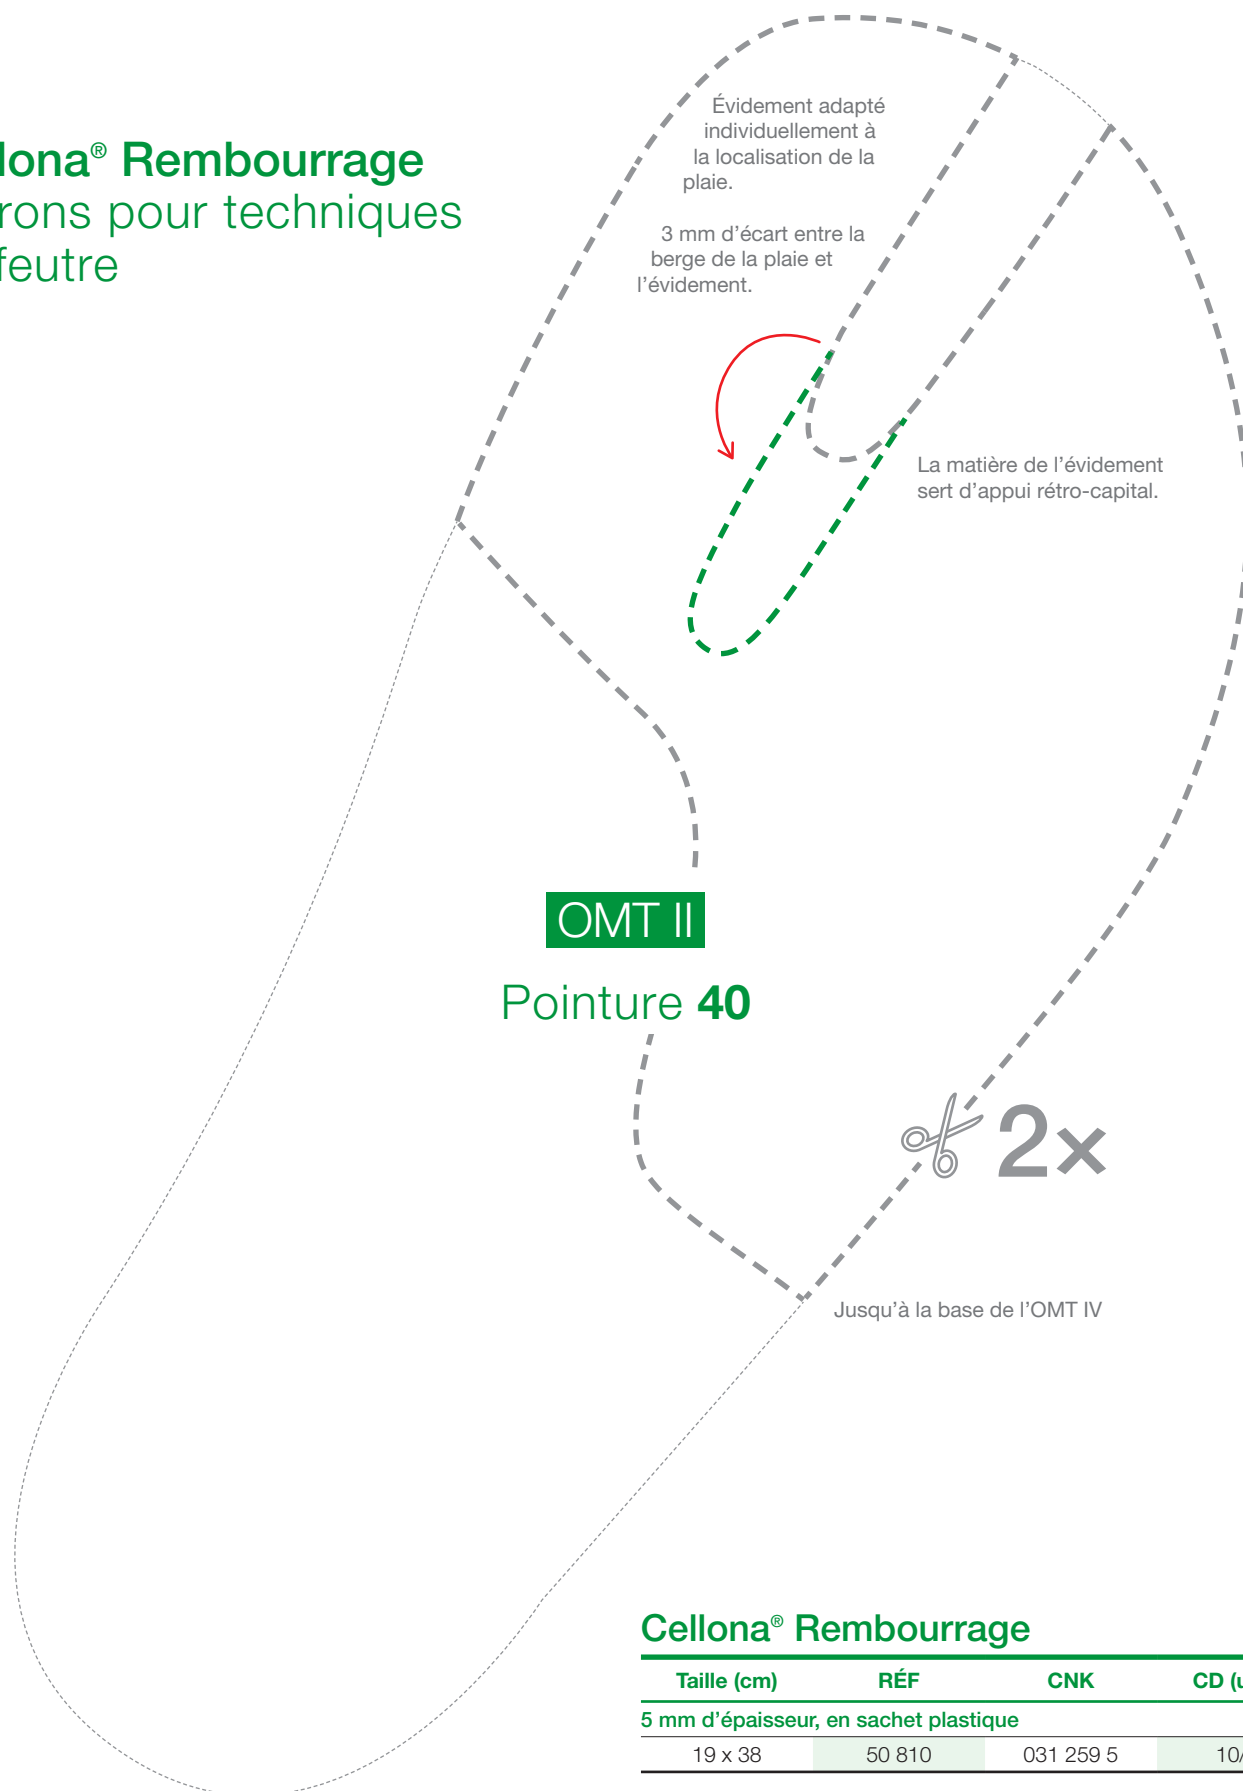 lona® Rembourrage
rons pour techniques
feutre
Évidement adapté
individuellement à
la localisation de la
plaie.
3 mm d’écart entre la
berge de la plaie et
l’évidement.
La matière de l’évidement
sert d’appui rétro-capital.
OMT II
Pointure 40
2×
Jusqu’à la base de l’OMT IV
Cellona® Rembourrage
Taille (cm) RÉF CNK CD (u
5 mm d’épaisseur, en sachet plastique
19 x 38 50 810 031 259 5 10/